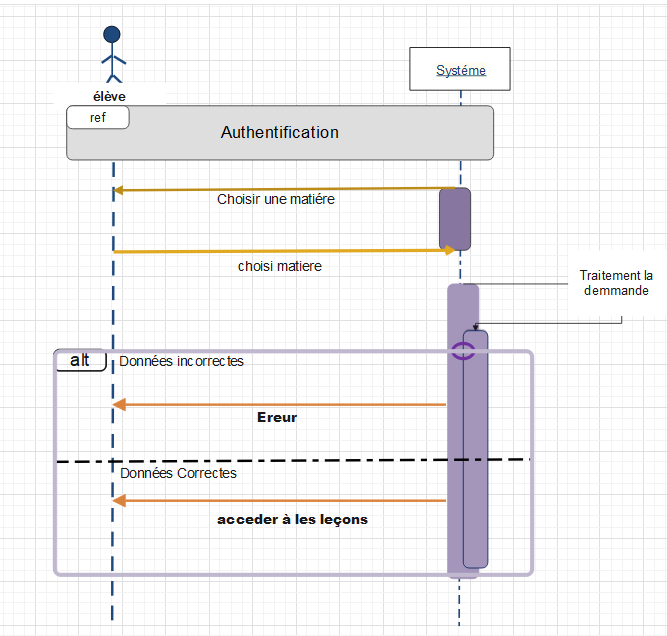 Systéme
élève
ref
Authentification
Choisir une matiére
choisi matiere
Traitement la
demmande
alt
Données incorrectes
Ereur
Données Correctes
acceder à les leçons